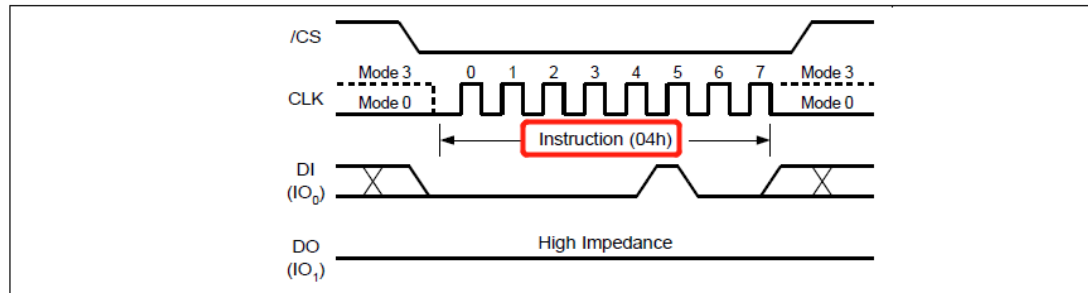 /CS
Mode 3 0 1 2 3 4 5 6 7 Mode 3
CLK Mode 0 Mode 0
Instruction (04h)
DI
(IO0)
High Impedance
DO
(IO1)